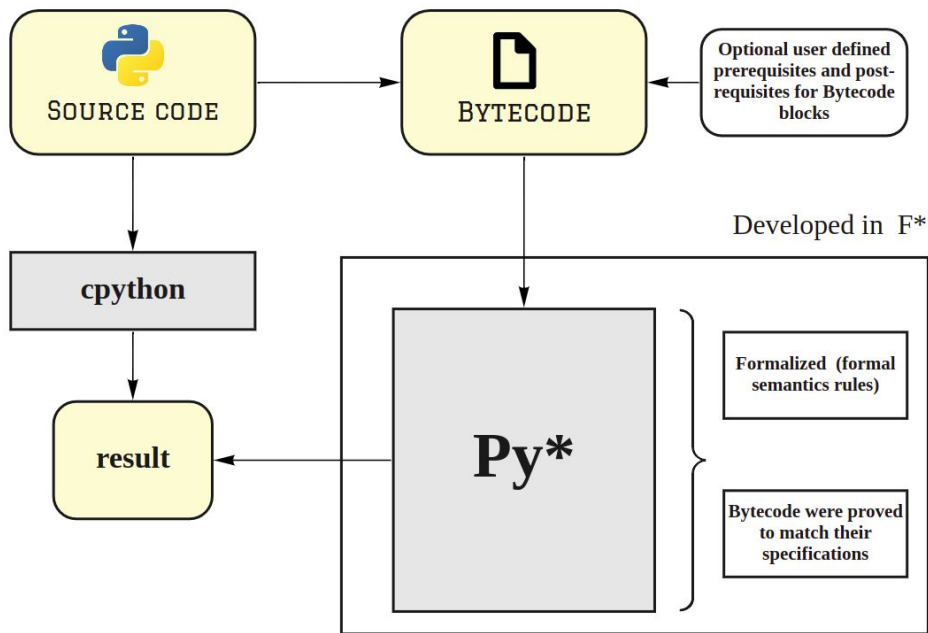 SOURCE CODE
BYTECODE
Optional user defined
prerequisites and post-
requisites for Bytecode
blocks
Developed in F*
cpython
Formalized (formal
semantics rules)
Py*
result
Bytecode were proved
to match their
specifications